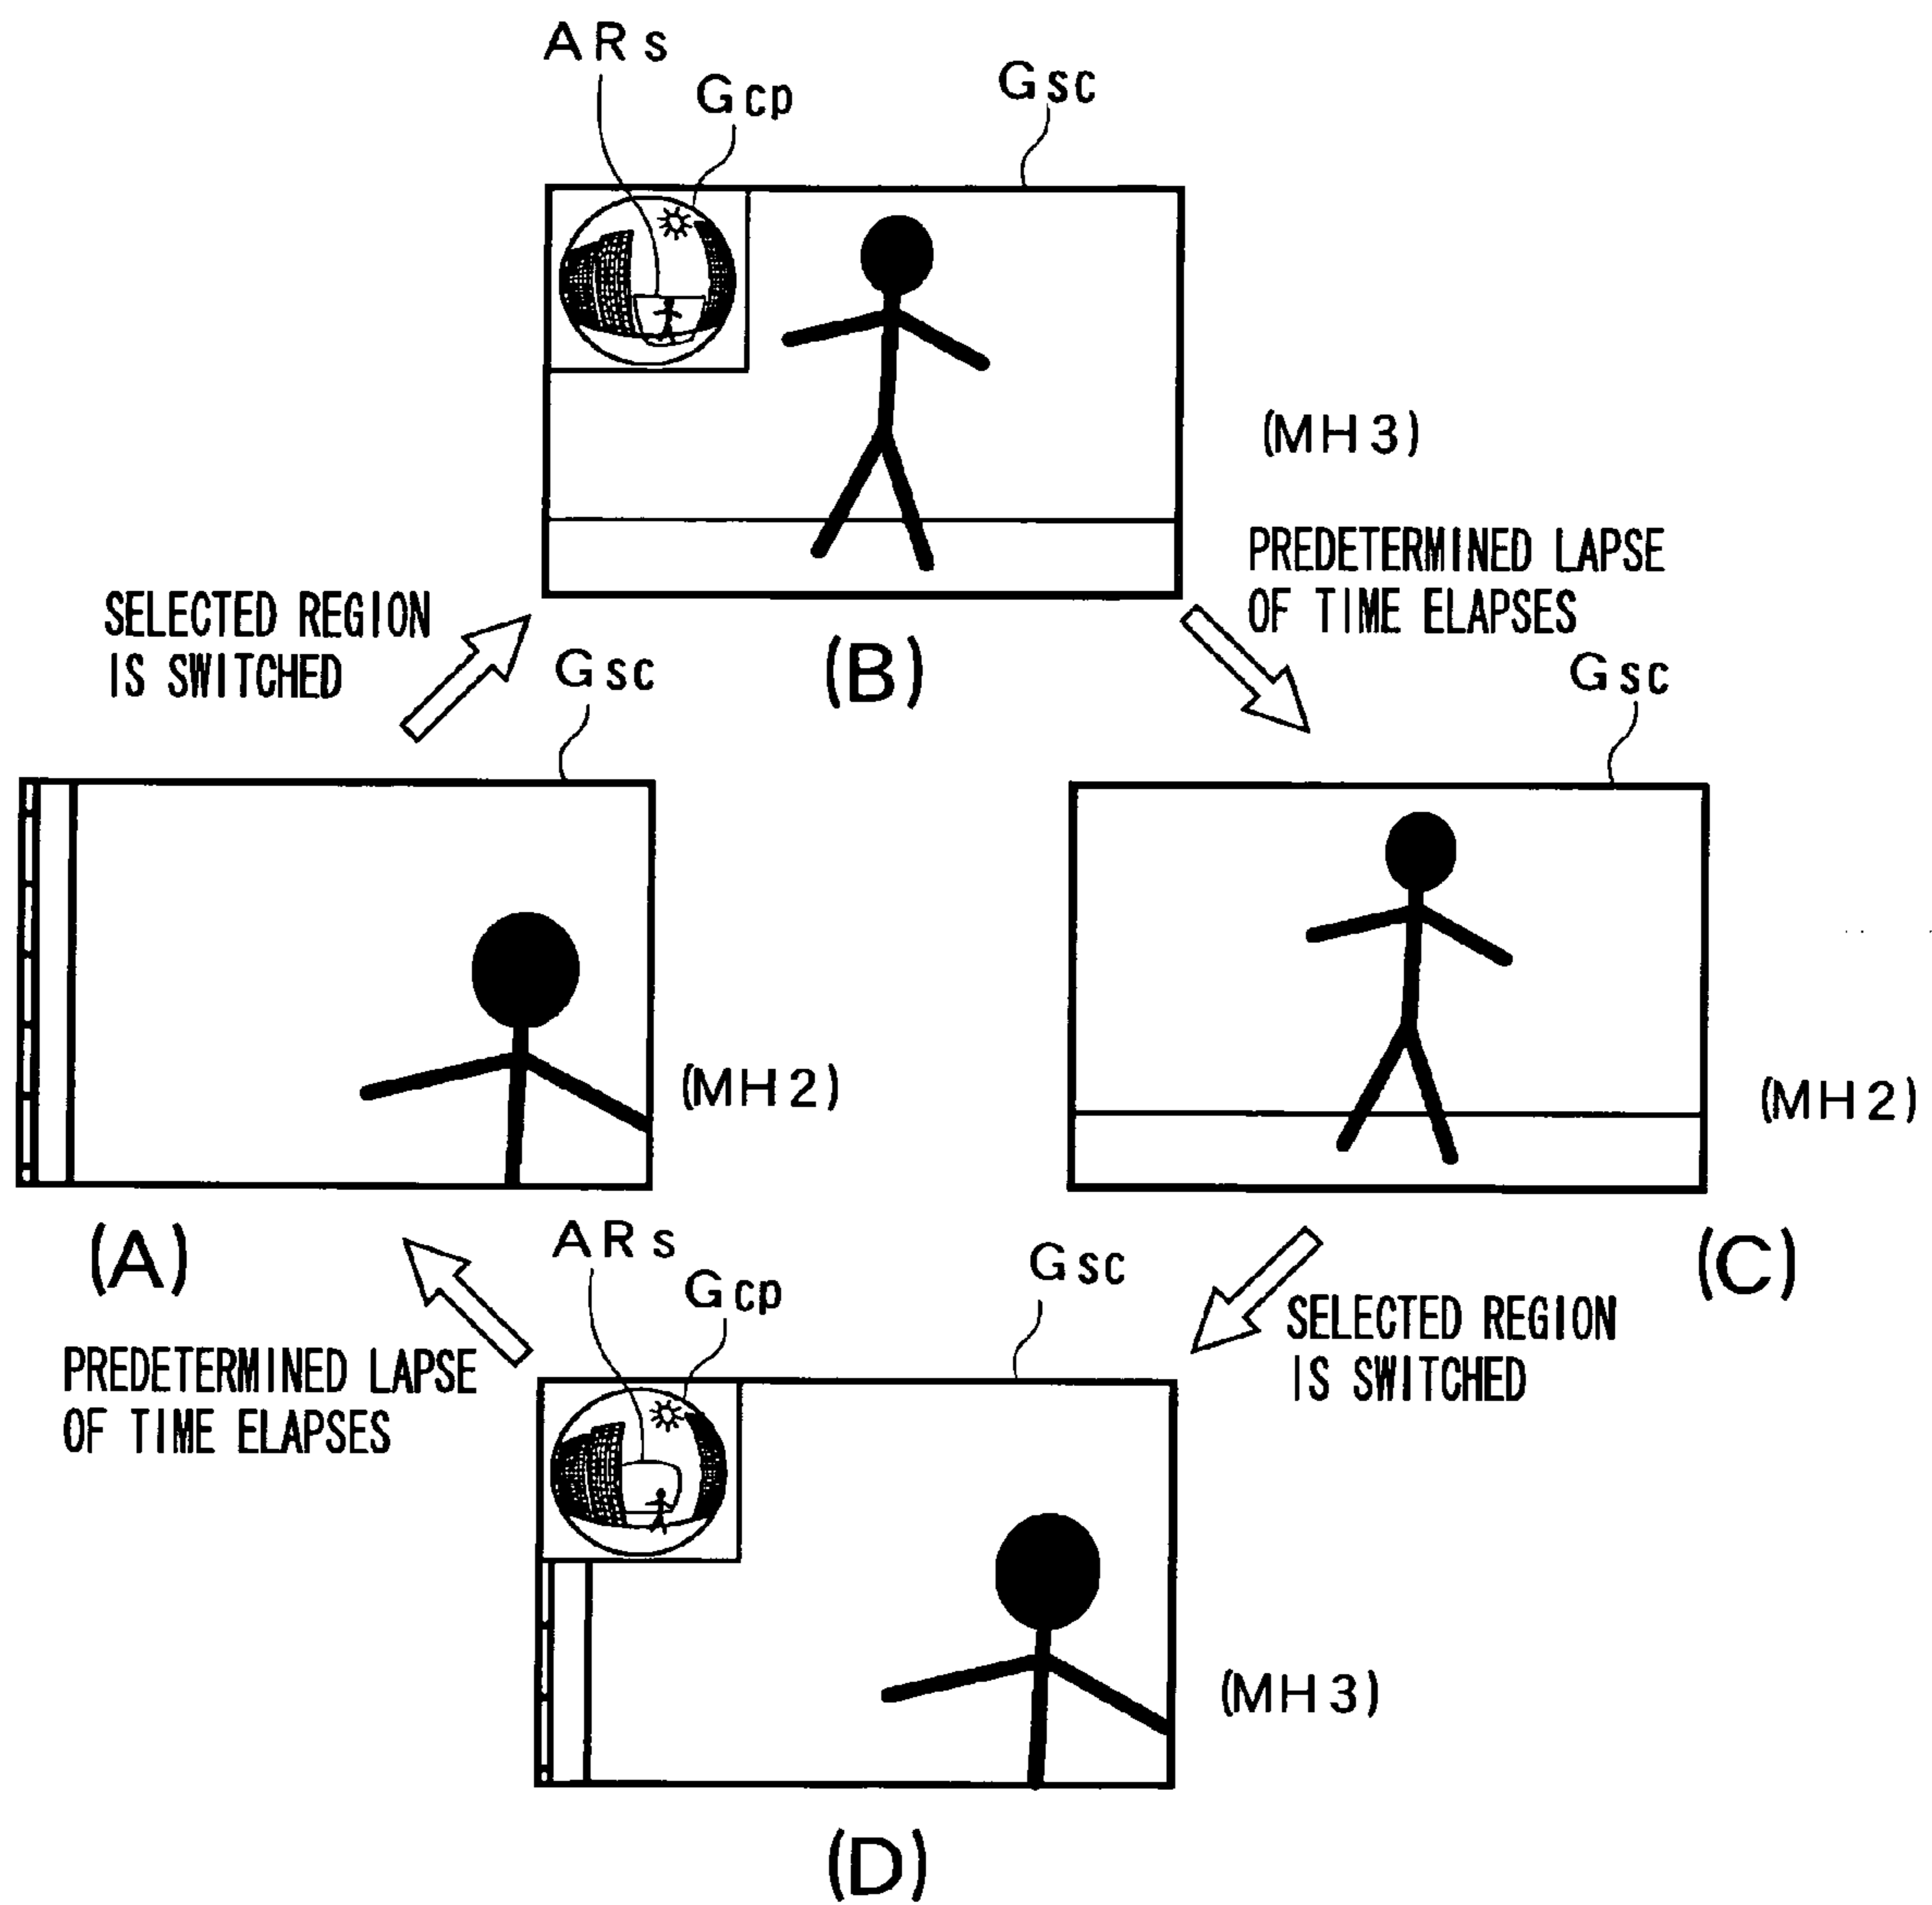 ARs
Gcp
Gsc
(MH3)
PREDETERMINED LAPSE
OF TIME ELAPSES
SELECTED REGION
IS SWITCHED
Gsc
(B)
Gsc
(MH2)
(MH2)
(A)
ARs
Gcp
Gsc
(C)
SELECTED REGION
IS SWITCHED
PREDETERMINED LAPSE
OF TIME ELAPSES
(MH3)
(D)